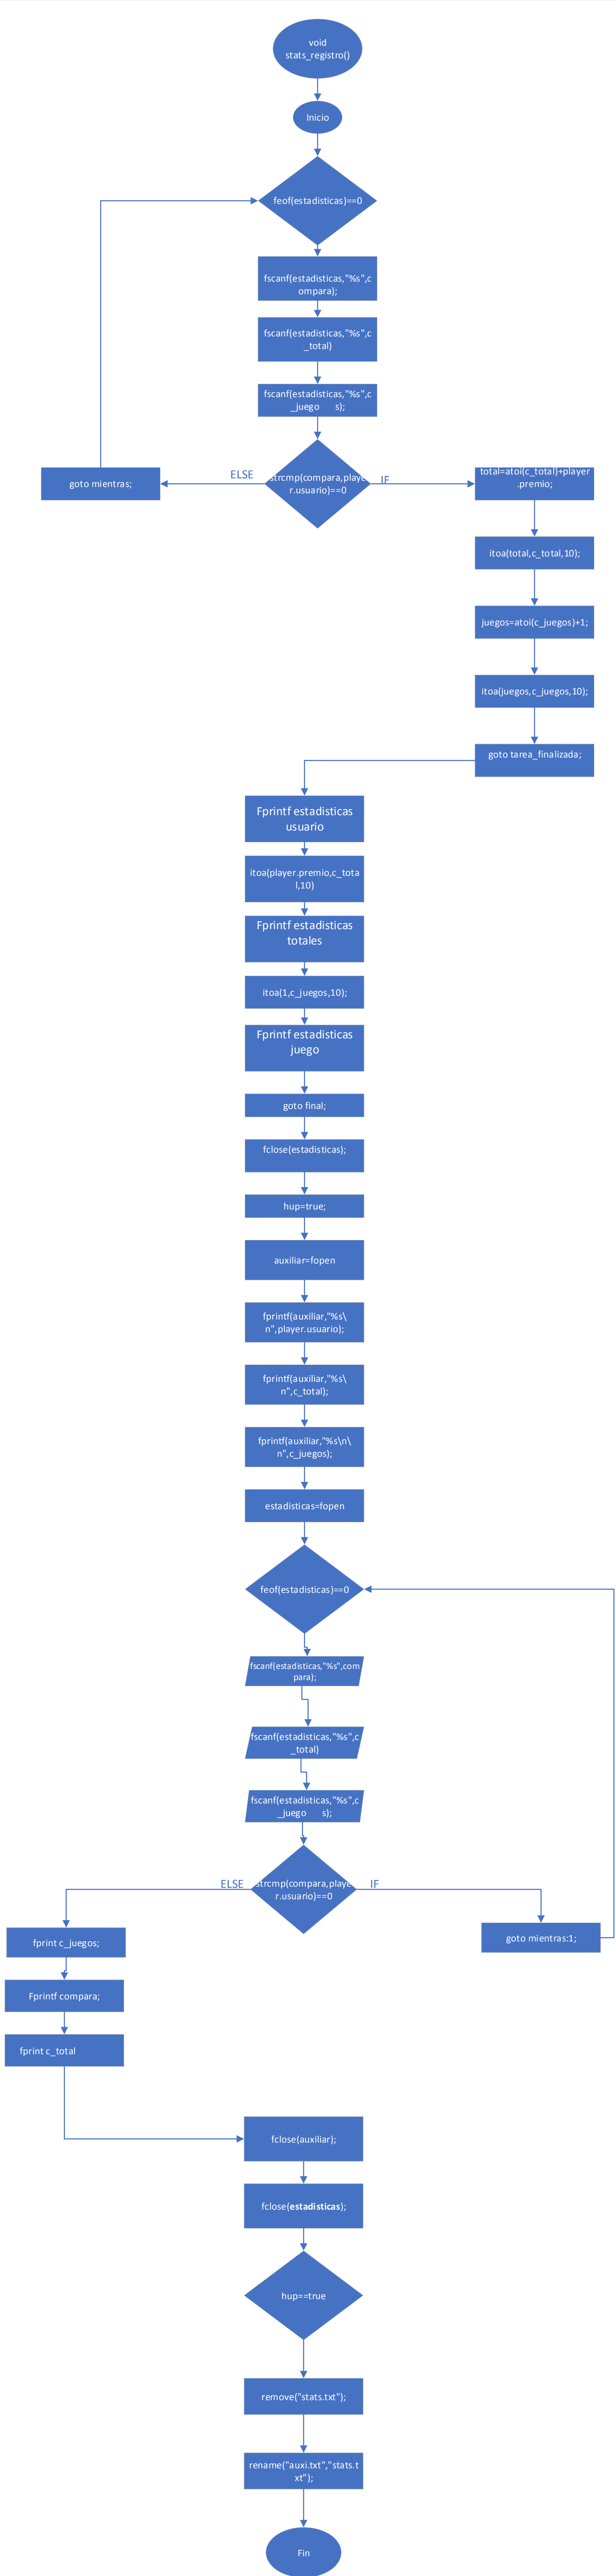 void
stats_registro()
Inicio
feof(estadisticas)==0
fscanf(estadisticas,"%s",c
ompara);
fscanf(estadisticas,"%s",c
_total)
fscanf(estadisticas,"%s",c
_juego s);
ELSE
strcmp(compara,playe
r.usuario)==0
IF
goto mientras;
total=atoi(c_total)+player
.premio;
itoa(total,c_total,10);
juegos=atoi(c_juegos)+1;
itoa(juegos,c_juegos,10);
goto tarea_finalizada;
Fprintf estadisticas
usuario
itoa(player.premio,c_tota
l,10)
Fprintf estadisticas
totales
itoa(1,c_juegos,10);
Fprintf estadisticas
juego
goto final;
fclose(estadisticas);
hup=true;
auxiliar=fopen
fprintf(auxiliar,"%s\
n",player.usuario);
fprintf(auxiliar,"%s\
n",c_total);
fprintf(auxiliar,"%s\n\
n",c_juegos);
estadisticas=fopen
feof(estadisticas)==0
fscanf(estadisticas,"%s",com
para);
fscanf(estadisticas,"%s",c
_total)
fscanf(estadisticas,"%s",c
_juego s);
ELSE
strcmp(compara,playe
r.usuario)==0
IF
fprint c_juegos;
goto mientras:1;
Fprintf compara;
fprint c_total
fclose(auxiliar);
fclose(estadisticas);
hup==true
remove("stats.txt");
rename("auxi.txt","stats.t
xt");
Fin